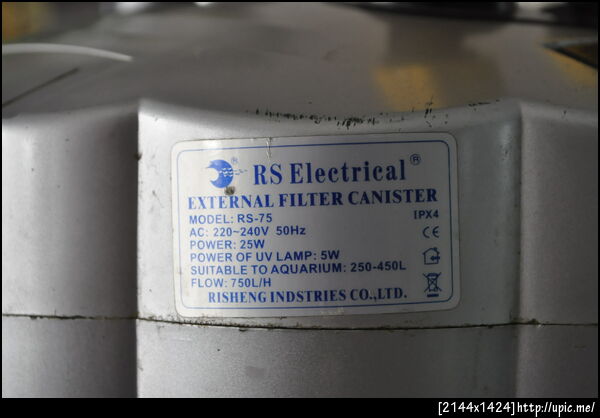 ® RS Electrical ®
EXTERNAL FILTER CANISTER
MODEL: RS-75 IPX4
AC: 220~240V 50Hz
POWER: 25W CE
POWER OF UV LAMP: 5W
SUITABLE TO AQUARIUM: 250-450L
FLOW: 750L/H
RISHENG INDSTRIES CO.,LTD.
[2144x1424]http://upic.me/